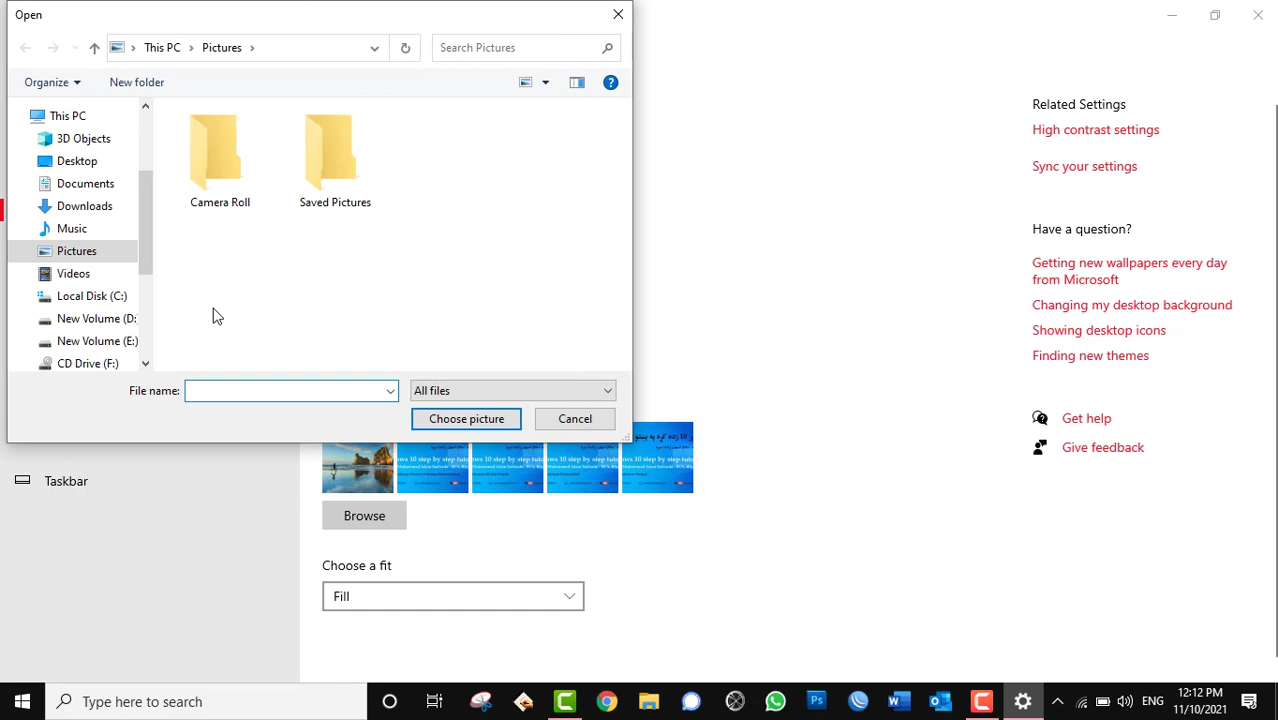 Open
This PC
Pictures
Search Pictures
Organize
New folder
This PC
3D Objects
Desktop
Documents
Downloads
Music
Pictures
Videos
Local Disk (C:)
New Volume (D:
New Volume (E:)
CD Drive (F:)
Camera Roll
Saved Pictures
File name:
All files
Choose picture
Cancel
Taskbar
Browse
Choose a fit
Fill
Related Settings
High contrast settings
Sync your settings
Have a question?
Getting new wallpapers every day
from Microsoft
Changing my desktop background
Showing desktop icons
Finding new themes
Get help
Give feedback
Type here to search
Ps
ENG
12:12 PM
11/10/2021